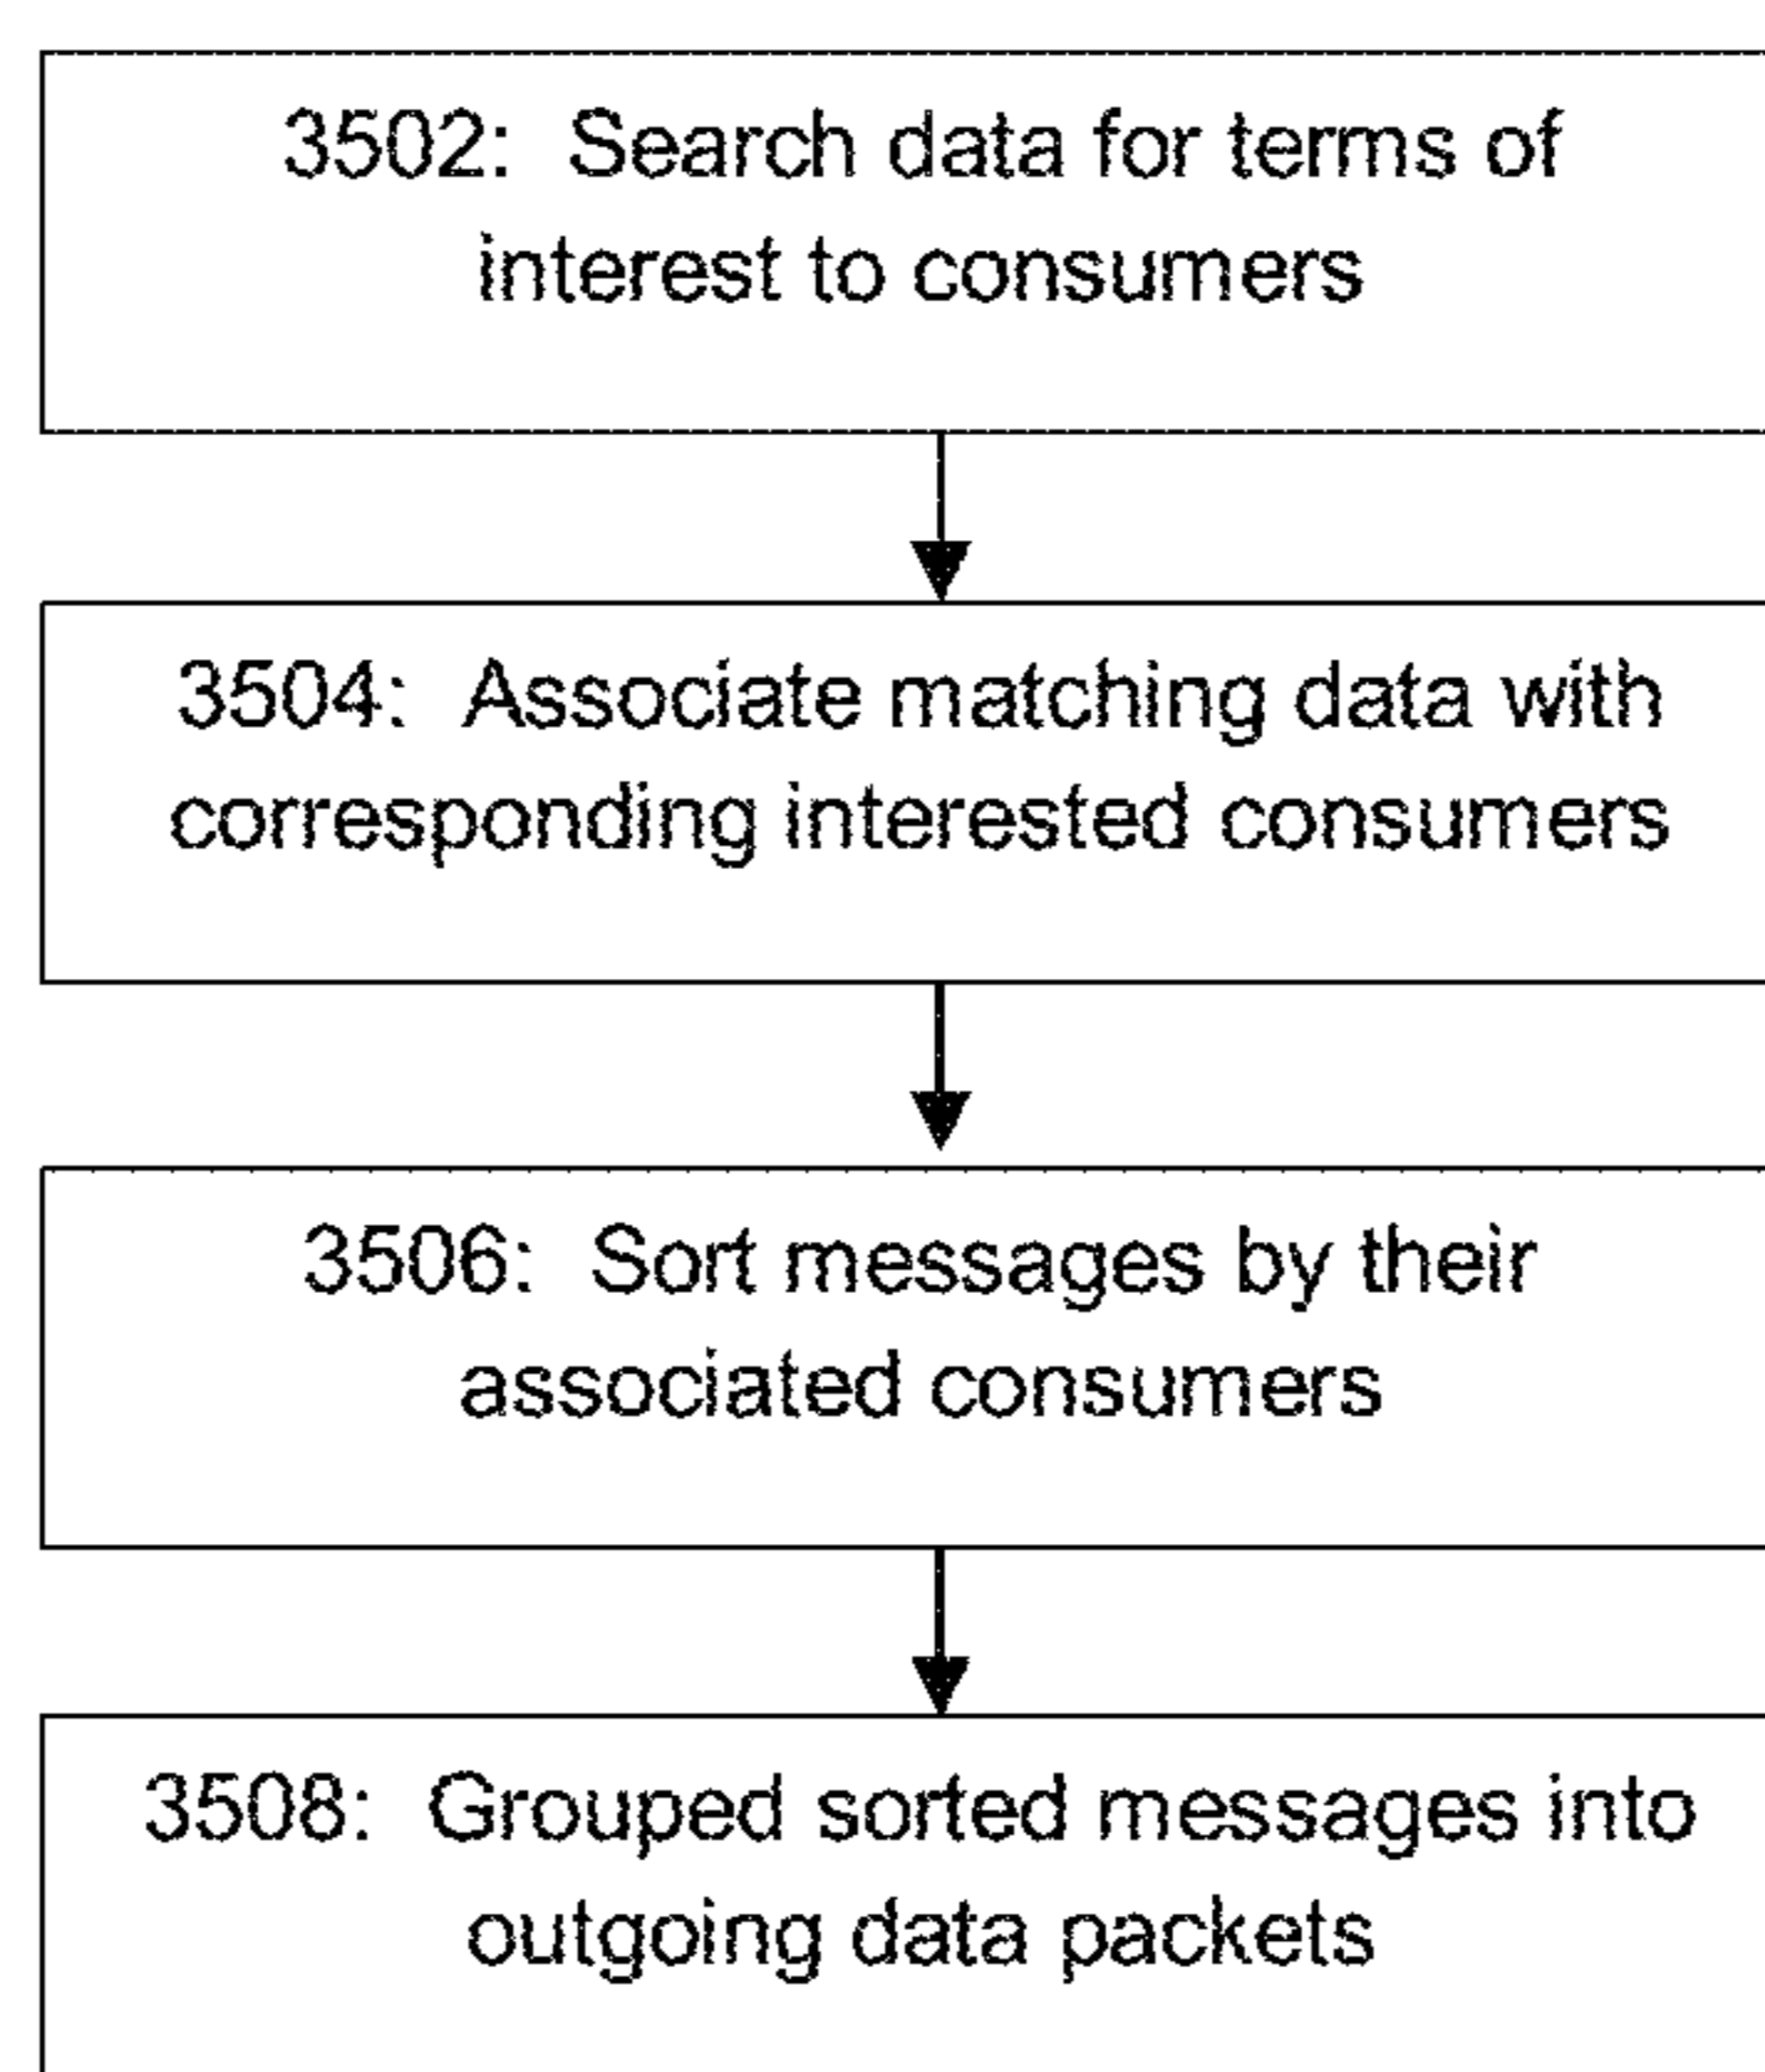 3502: Search data for terms of
interest to consumers
3504: Associate matching data with
corresponding interested consumers
3506: Sort messages by their
associated consumers
3508: Grouped sorted messages into
outgoing data packets